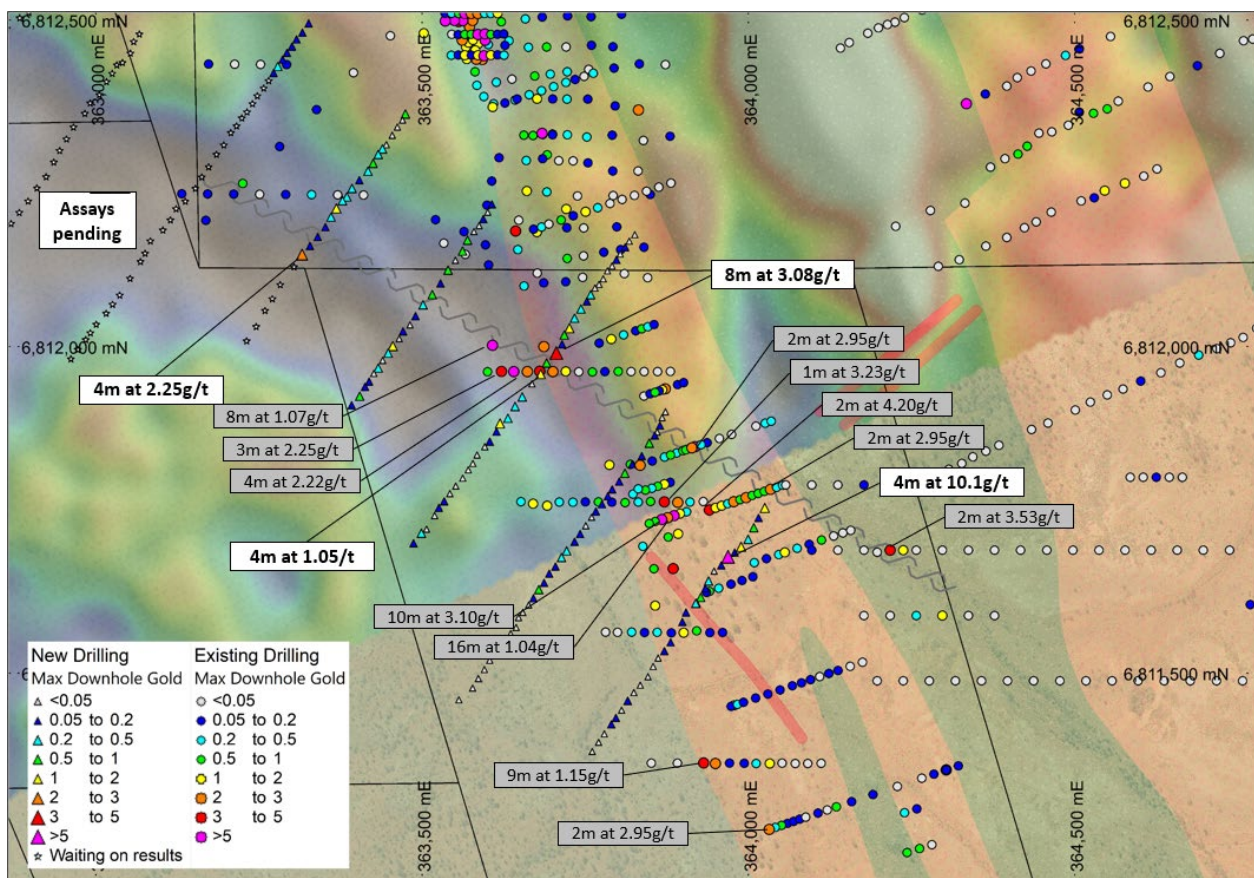 6,812,500 mN
363,000 mE
363,500 mE
364,000 mE
364,500 mE
6,812,500 mN
Assays
pending
8m at 3.08g/t
6,812,000 mN
6,812,000 mN
2m at 2.95g/t
1m at 3.23g/t
4m at 2.25g/t
2m at 4.20g/t
8m at 1.07g/t
2m at 2.95g/t
3m at 2.25g/t
4m at 2.22g/t
4m at 10.1g/t
2m at 3.53g/t
4m at 1.05/t
10m at 3.10g/t
16m at 1.04g/t
6,811,500 mN
9m at 1.15g/t
2m at 2.95g/t
363,500 mE
364,000 mE
364,500 mE
New Drilling
Max Downhole Gold
<0.05
0.05 to 0.2
0.2 to 0.5
0.5 to 1
1 to 2
2 to 3
3 to 5
>5
Waiting on results
Existing Drilling
Max Downhole Gold
<0.05
0.05 to 0.2
0.2 to 0.5
0.5 to 1
1 to 2
2 to 3
3 to 5
>5